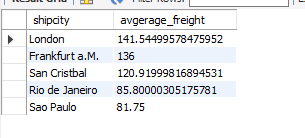 shipcity avgerage_freight
London 141.54499578475952
Frankfurt a.M. 136
San Cristbal 120.91999816894531
Rio de Janeiro 85.80000305175781
Sao Paulo 81.75